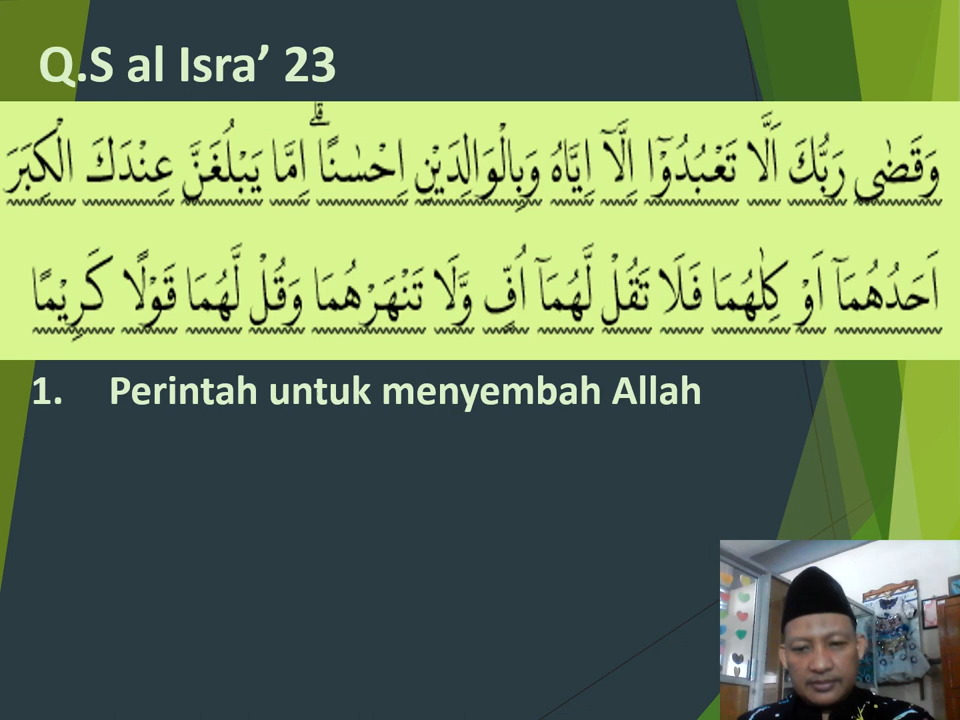 Q.S al Isra’ 23
وَقَضٰى رَبُّكَ اَلَّا تَعْبُدُوْٓا اِلَّآ اِيَّاهُ وَبِالْوَالِدَيْنِ اِحْسٰنًاۗ اِمَّا يَبْلُغَنَّ عِنْدَكَ الْكِبَرَ
اَحَدُهُمَآ اَوْ كِلٰهُمَا فَلَا تَقُلْ لَّهُمَآ اُفٍّ وَّلَا تَنْهَرْهُمَا وَقُلْ لَّهُمَا قَوْلًا كَرِيْمًا
1. Perintah untuk menyembah Allah